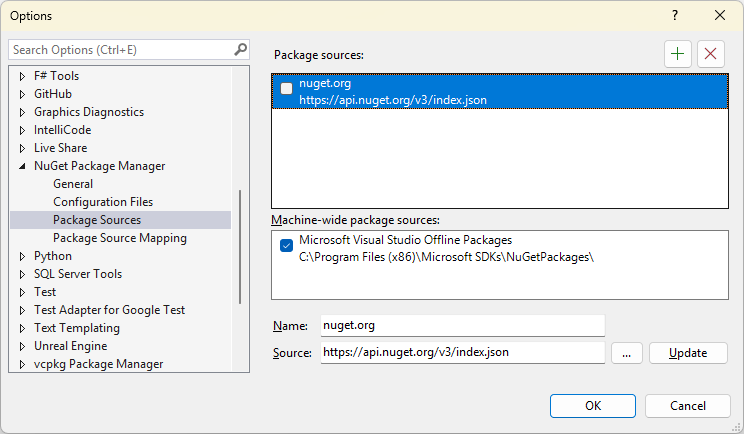 Options
?
Search Options (Ctrl+E)
F# Tools
GitHub
Graphics Diagnostics
IntelliCode
Live Share
NuGet Package Manager
General
Configuration Files
Package Sources
Package Source Mapping
Python
SQL Server Tools
Test
Test Adapter for Google Test
Text Templating
Unreal Engine
vcpkg Package Manager
Package sources:
nuget.org
https://api.nuget.org/v3/index.json
Machine-wide package sources:
Microsoft Visual Studio Offline Packages
C:\Program Files (x86)\Microsoft SDKs\NuGetPackages\
Name: nuget.org
Source: https://api.nuget.org/v3/index.json ... Update
OK Cancel